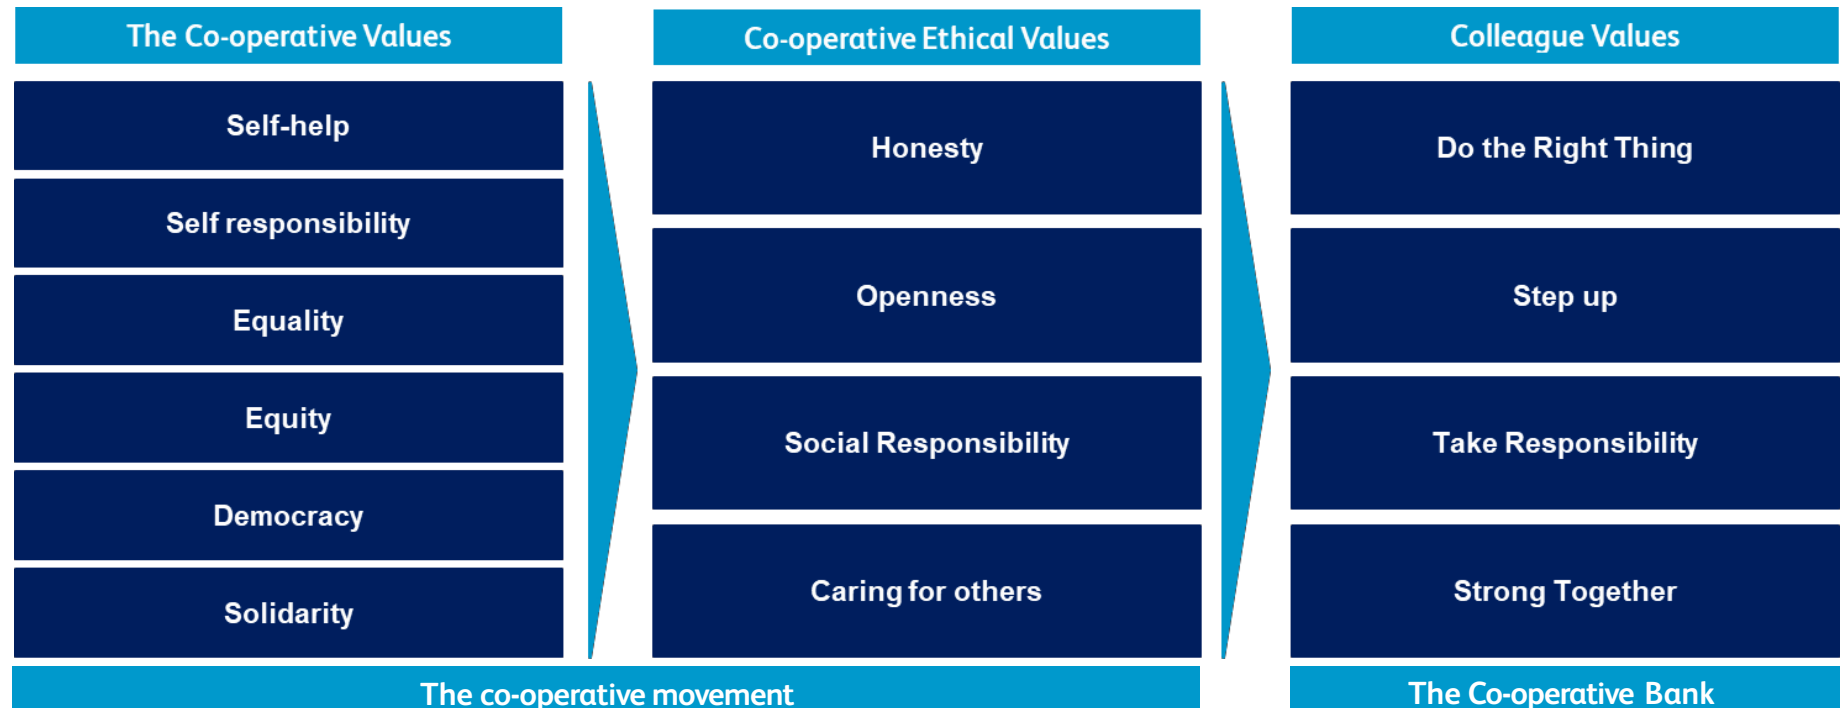 The Co-operative Values
Self-help
Self responsibility
Equality
Equity
Democracy
Solidarity
Co-operative Ethical Values
Honesty
Openness
Social Responsibility
Caring for others
Colleague Values
Do the Right Thing
Step up
Take Responsibility
Strong Together
The co-operative movement
The Co-operative Bank